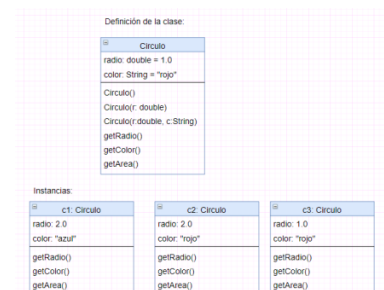 Definición de la clase:
Circulo
radio: double = 1.0
color: String = "rojo"
Circulo()
Circulo(r: double)
Circulo(r:double, c:String)
getRadio()
getColor()
getArea()
Instancias:
c1: Circulo
radio: 2.0
color: "azul"
getRadio()
getColor()
getArea()
c2: Circulo
radio: 2.0
color: "rojo"
getRadio()
getColor()
getArea()
c3: Circulo
radio: 1.0
color: "rojo"
getRadio()
getColor()
getArea()